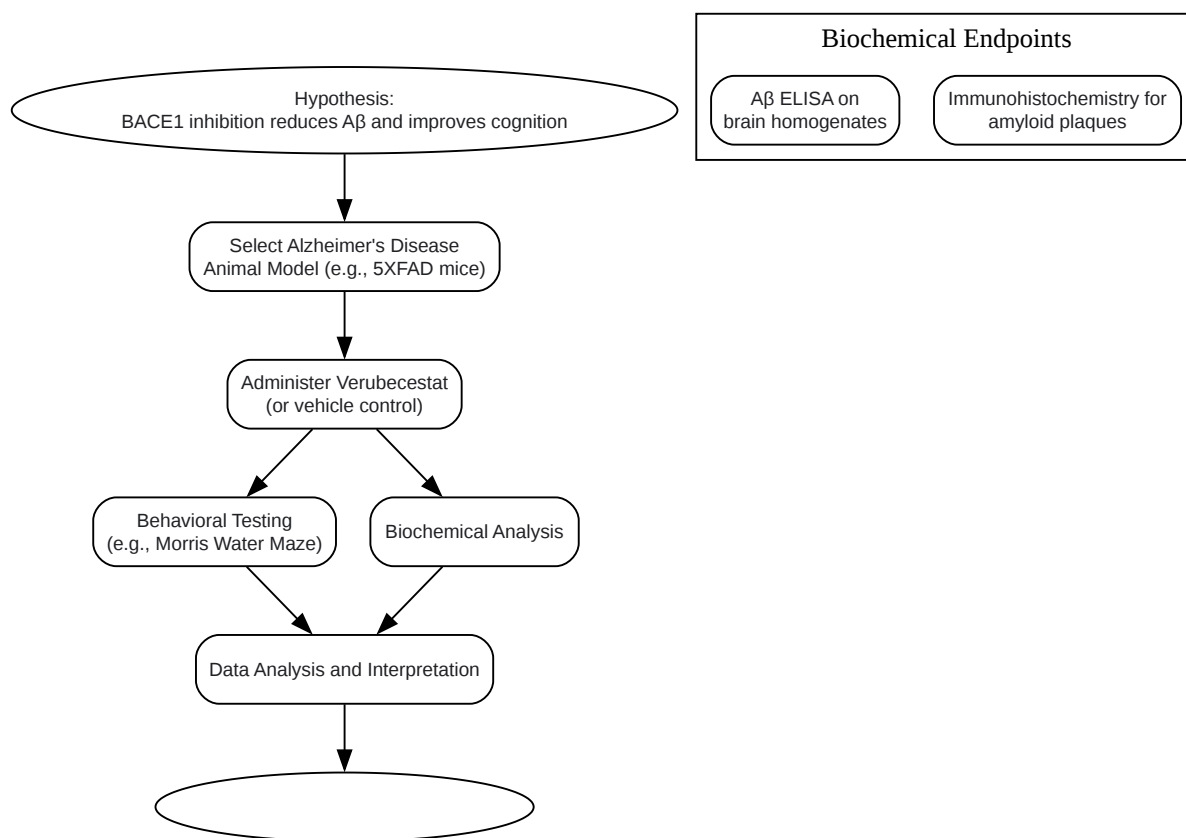 Hypothesis:
BACE1 inhibition reduces Aβ and improves cognition
Select Alzheimer's Disease
Animal Model (e.g., 5XFAD mice)
Administer Verubecestat
(or vehicle control)
Behavioral Testing
(e.g., Morris Water Maze)
Biochemical Analysis
Data Analysis and Interpretation
Biochemical Endpoints
Aβ ELISA on
brain homogenates
Immunohistochemistry for
amyloid plaques